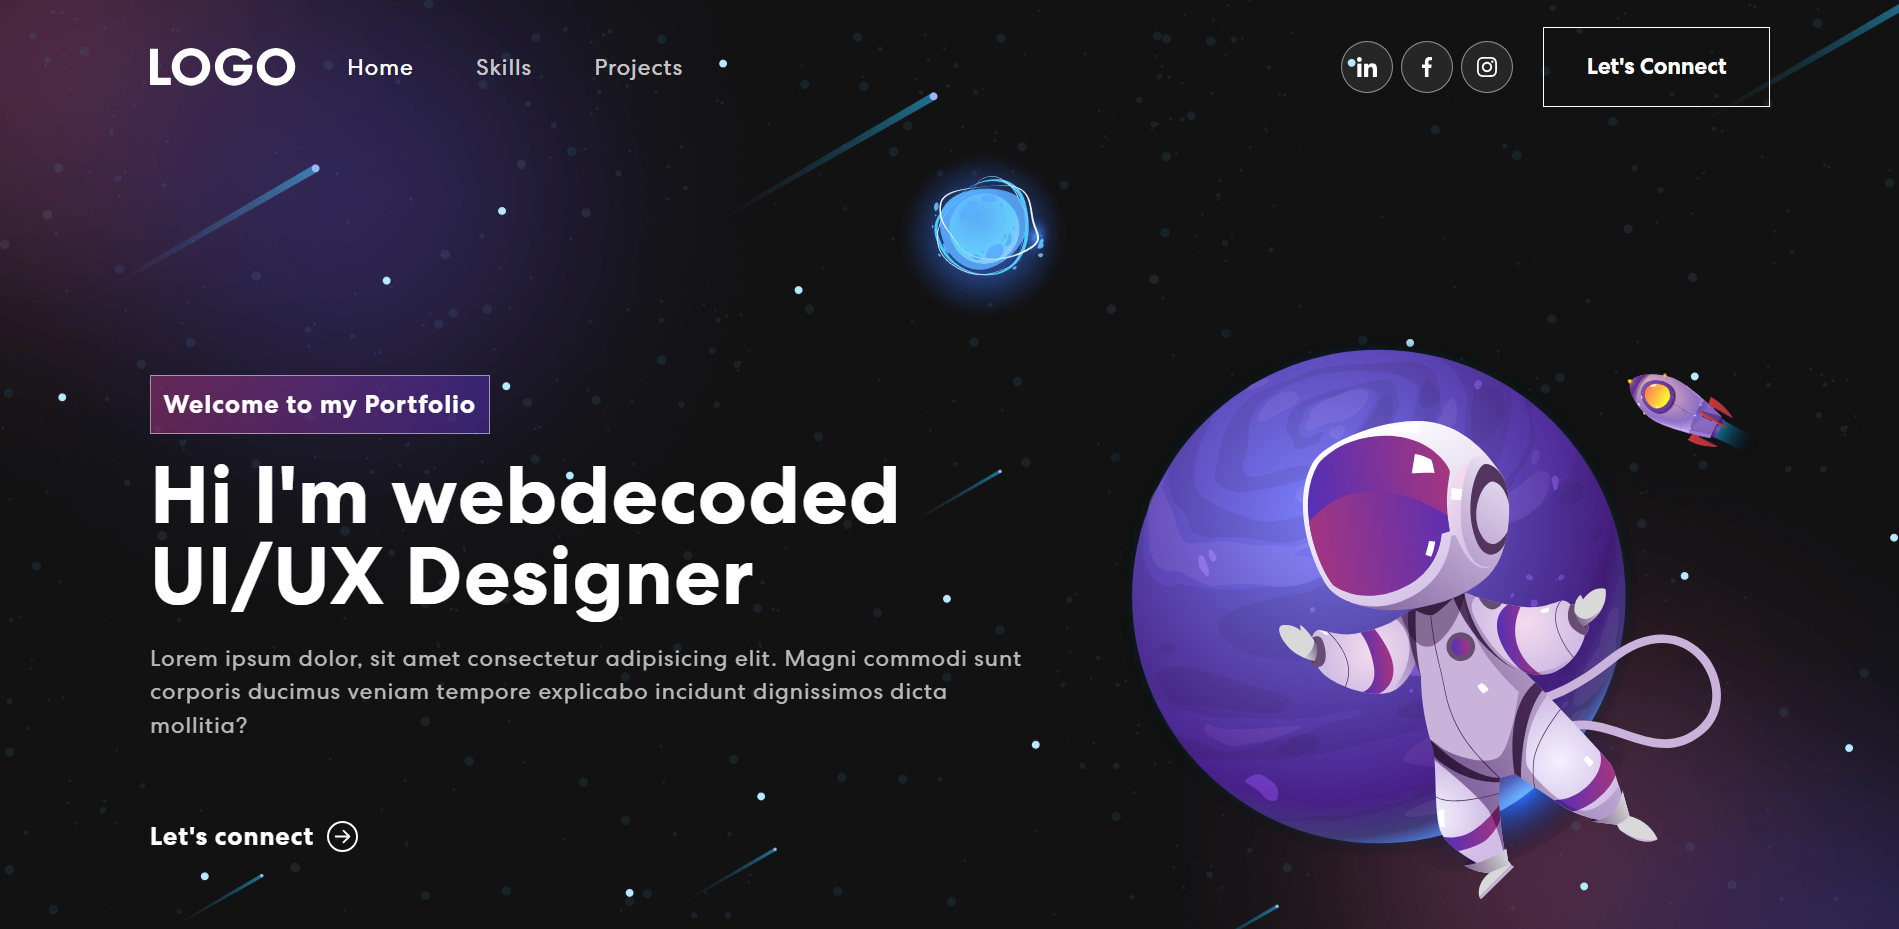 LOGO
Home
Skills
Projects
in
f
Let's Connect
Welcome to my Portfolio
Hi I'm webdecoded
UI/UX Designer
Lorem ipsum dolor, sit amet consectetur adipisicing elit. Magni commodi sunt
corporis ducimus veniam tempore explicabo incidunt dignissimos dicta
mollitia?
Let's connect